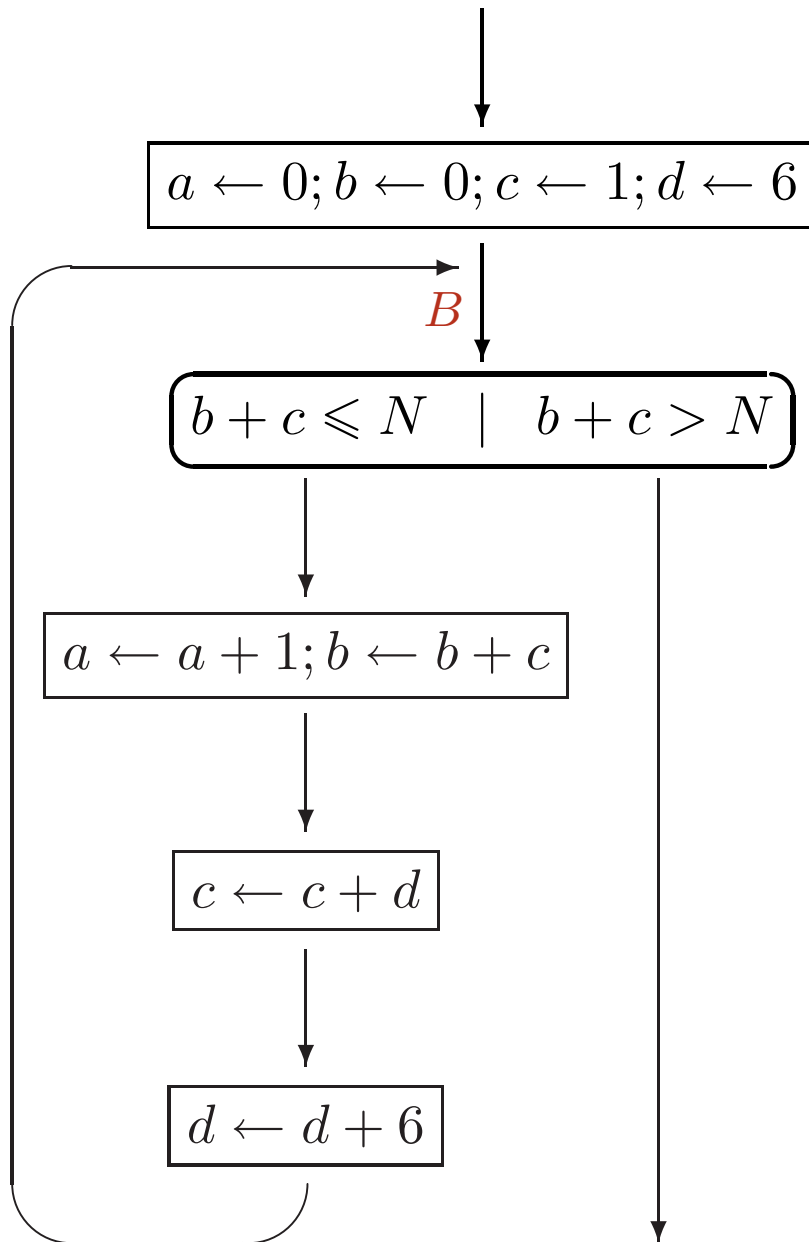 a ← 0; b ← 0; c ← 1; d ← 6
B
b + c ⩽ N | b + c > N
a ← a + 1; b ← b + c
c ← c + d
d ← d + 6